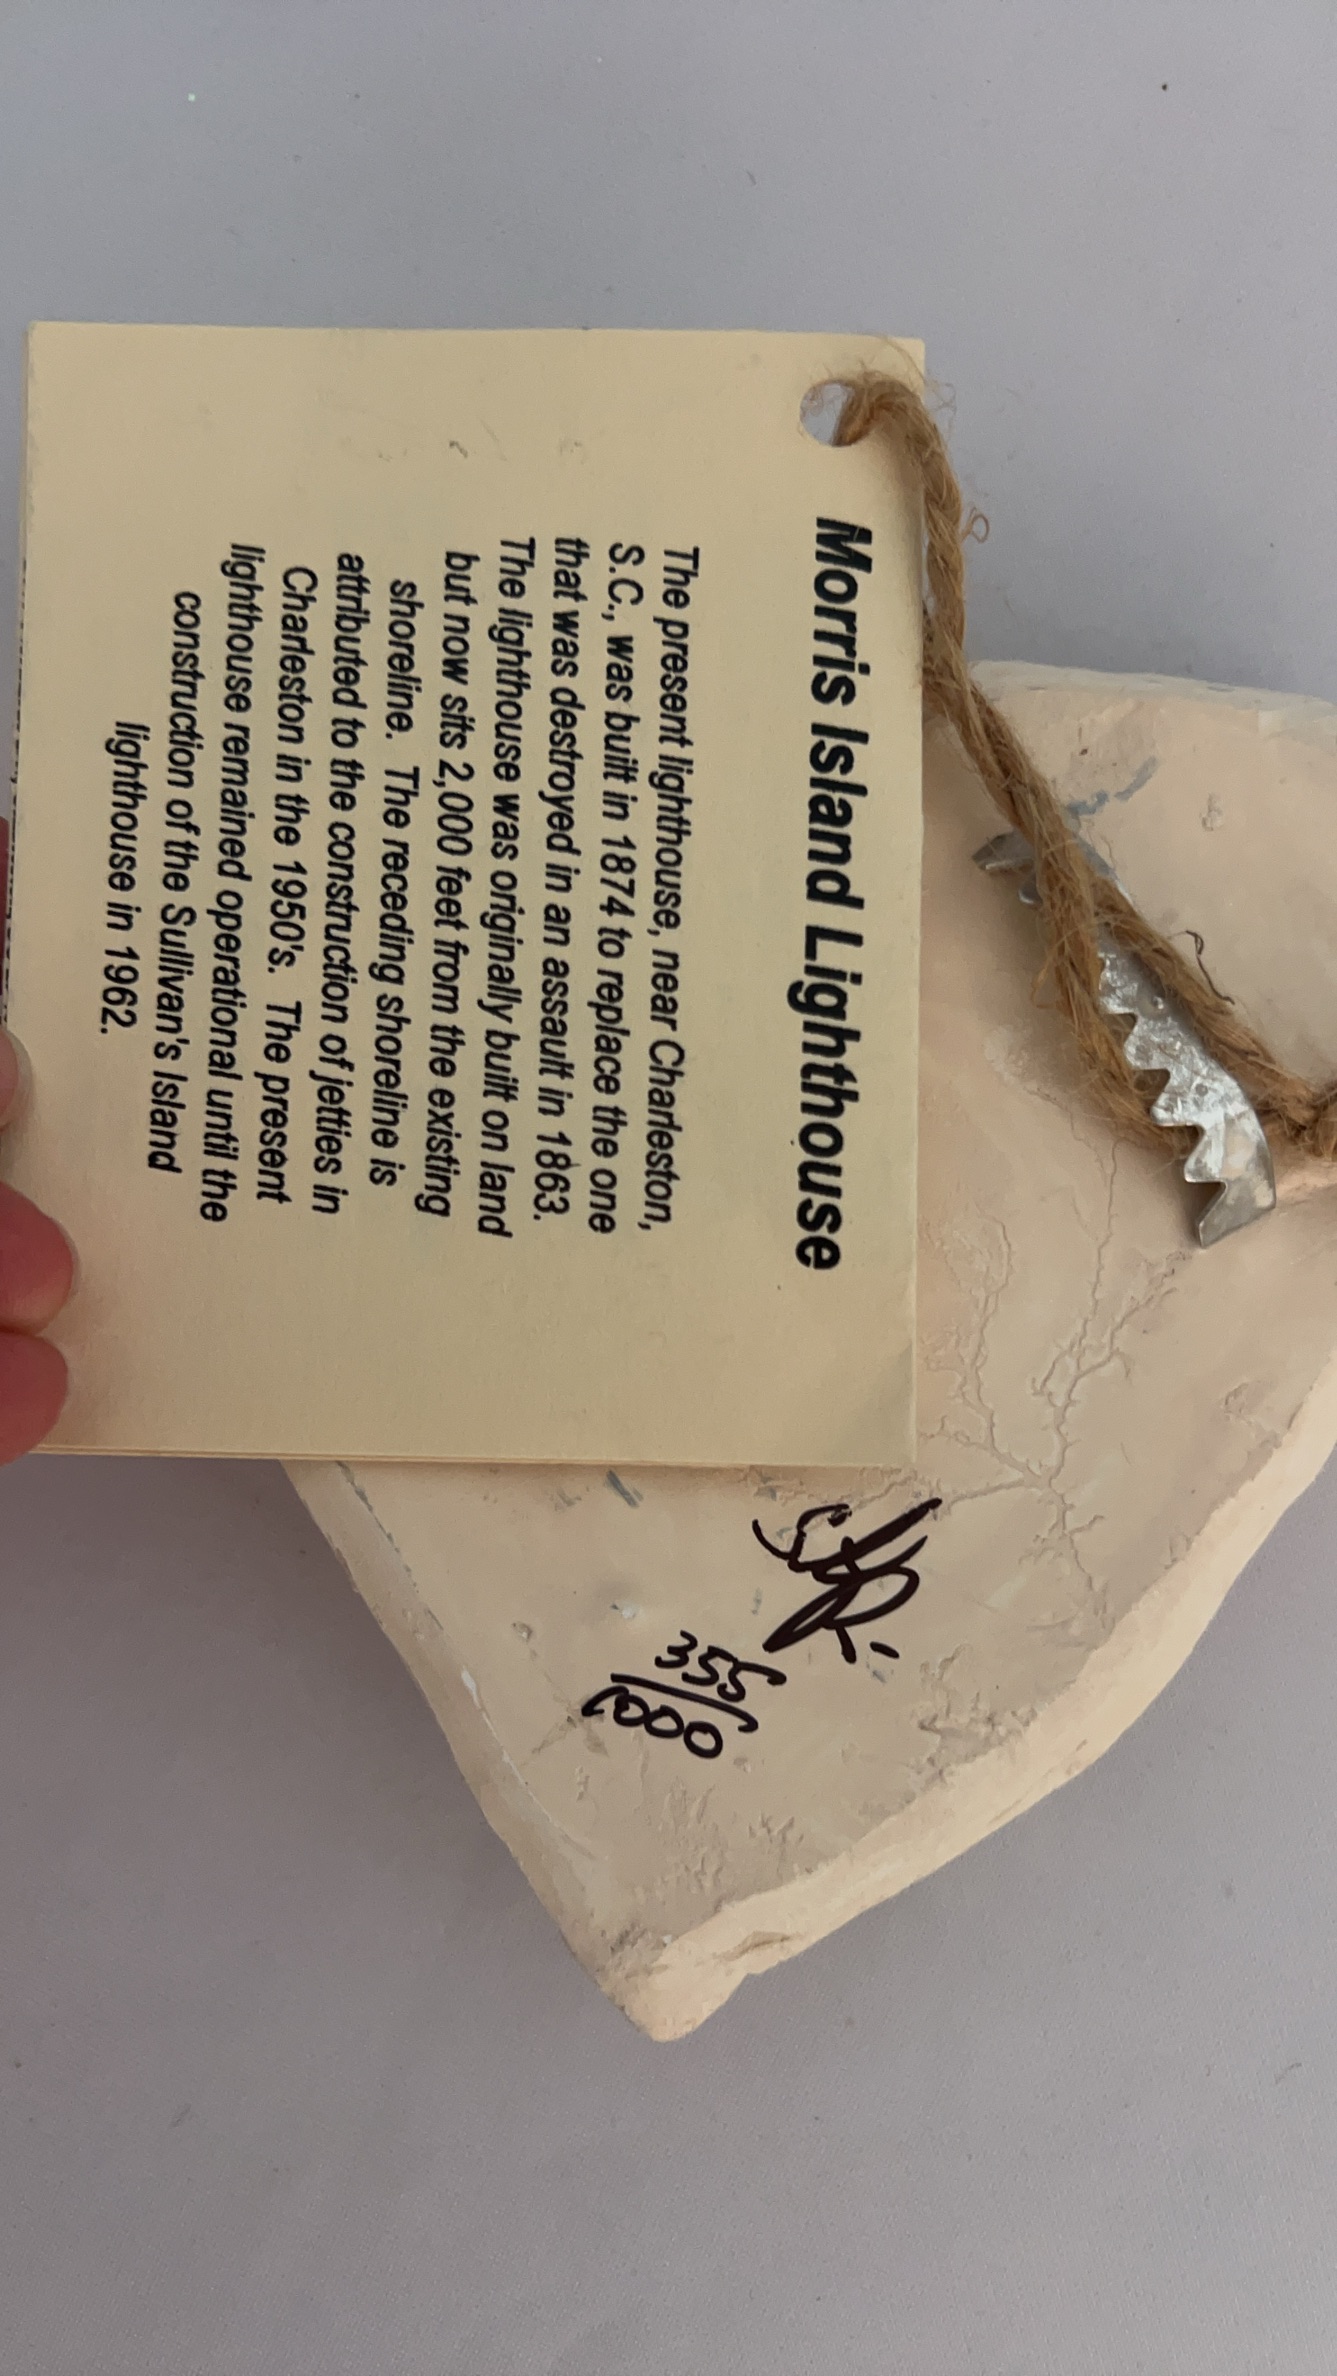 Morris Island Lighthouse
The present lighthouse, near Charleston,
S.C., was built in 1874 to replace the one
that was destroyed in an assault in 1863.
The lighthouse was originally built on land
but now sits 2,000 feet from the existing
shoreline. The receding shoreline is
attributed to the construction of jetties in
Charleston in the 1950's. The present
lighthouse remained operational until the
construction of the Sullivan's Island
lighthouse in 1962.
355/
1000